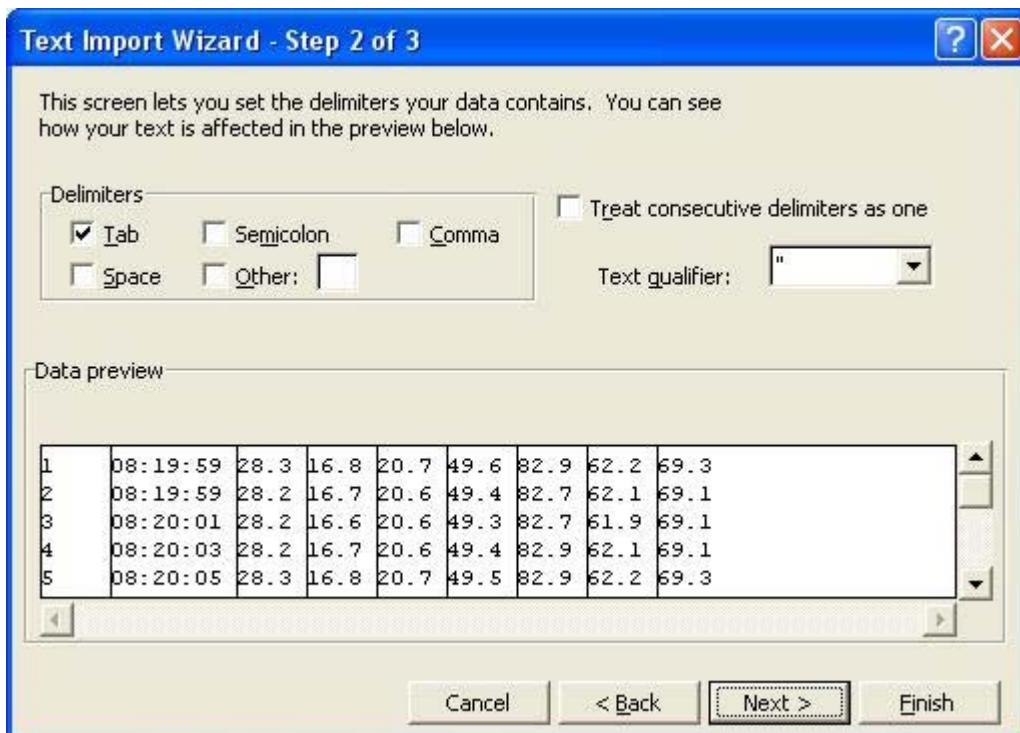 Text Import Wizard - Step 2 of 3
This screen lets you set the delimiters your data contains. You can see
how your text is affected in the preview below.
Delimiters
Tab Semicolon Comma
Space Other:
Treat consecutive delimiters as one
Text qualifier: "
Data preview
1 08:19:59 28.3 16.8 20.7 49.6 82.9 62.2 69.3
2 08:19:59 28.2 16.7 20.6 49.4 82.7 62.1 69.1
3 08:20:01 28.2 16.6 20.6 49.3 82.7 61.9 69.1
4 08:20:03 28.2 16.7 20.6 49.4 82.9 62.1 69.1
5 08:20:05 28.3 16.8 20.7 49.5 82.9 62.2 69.3
Cancel < Back Next > Finish